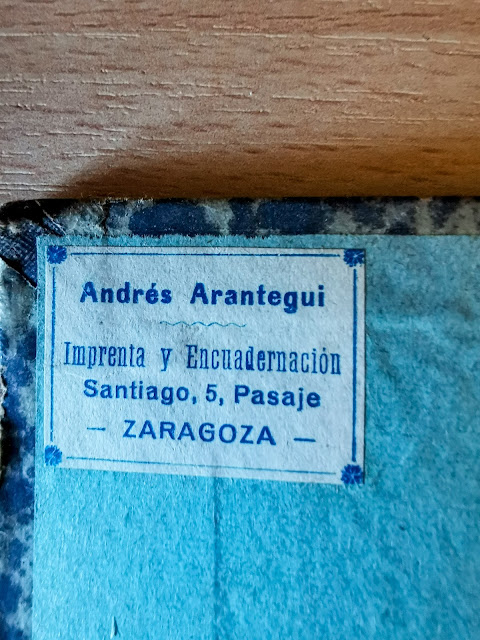 Andrés Arantegui
Imprenta y Encuadernación
Santiago, 5, Pasaje
— ZARAGOZA —